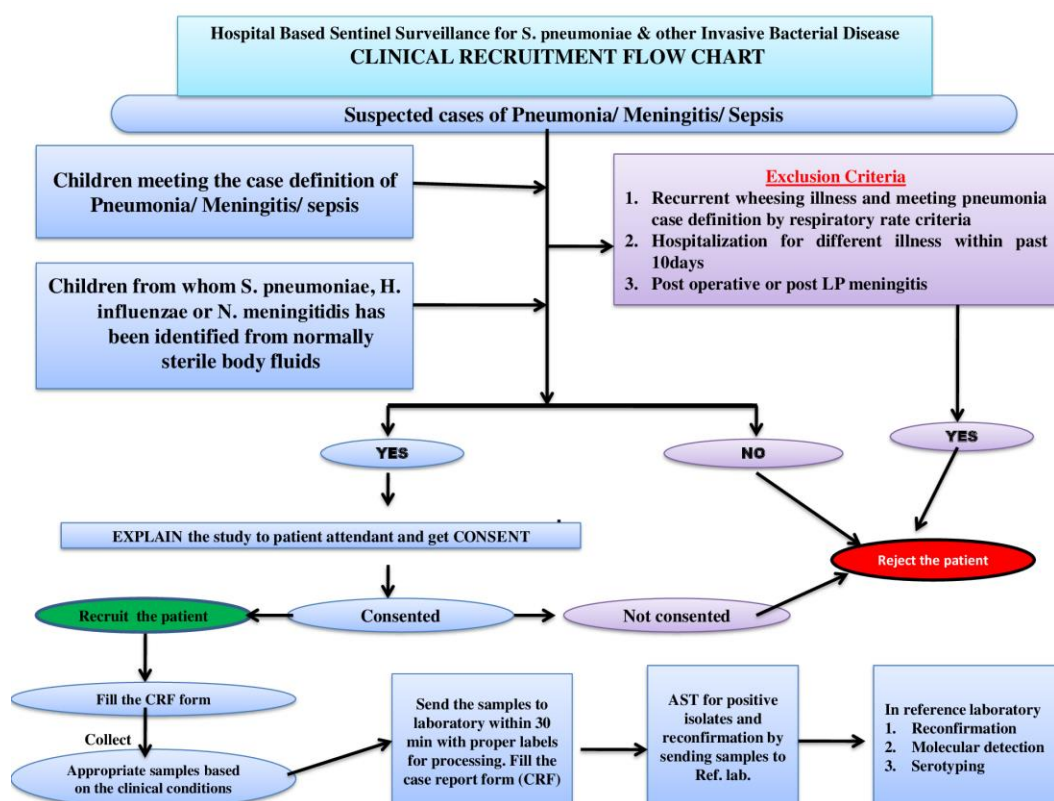 Hospital Based Sentinel Surveillance for S. pneumoniae & other Invasive Bacterial Disease
CLINICAL RECRUITMENT FLOW CHART
Suspected cases of Pneumonia/ Meningitis/ Sepsis
Children meeting the case definition of
Pneumonia/ Meningitis/ sepsis
Exclusion Criteria
1. Recurrent wheesing illness and meeting pneumonia
case definition by respiratory rate criteria
2. Hospitalization for different illness within past
10days
3. Post operative or post LP meningitis
Children from whom S. pneumoniae, H.
influenzae or N. meningitidis has
been identified from normally
sterile body fluids
YES
NO
YES
EXPLAIN the study to patient attendant and get CONSENT
Reject the patient
Recruit the patient
Consented
Not consented
Fill the CRF form
Collect
Appropriate samples based
on the clinical conditions
Send the samples to
laboratory within 30
min with proper labels
for processing. Fill the
case report form (CRF)
AST for positive
isolates and
reconfirmation by
sending samples to
Ref. lab.
In reference laboratory
1. Reconfirmation
2. Molecular detection
3. Serotyping